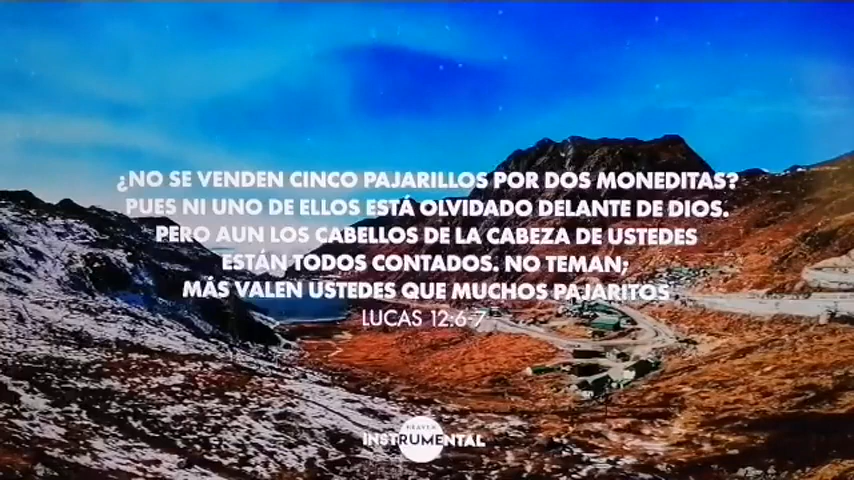 ¿NO SE VENDEN CINCO PAJARILLOS POR DOS MONEDITAS?
PUES NI UNO DE ELLOS ESTÁ OLVIDADO DELANTE DE DIOS.
PERO AUN LOS CABELLOS DE LA CABEZA DE USTEDES
ESTÁN TODOS CONTADOS. NO TEMAN;
MÁS VALEN USTEDES QUE MUCHOS PAJARITOS
LUCAS 12:6-7
PRAYER
INSTRUMENTAL